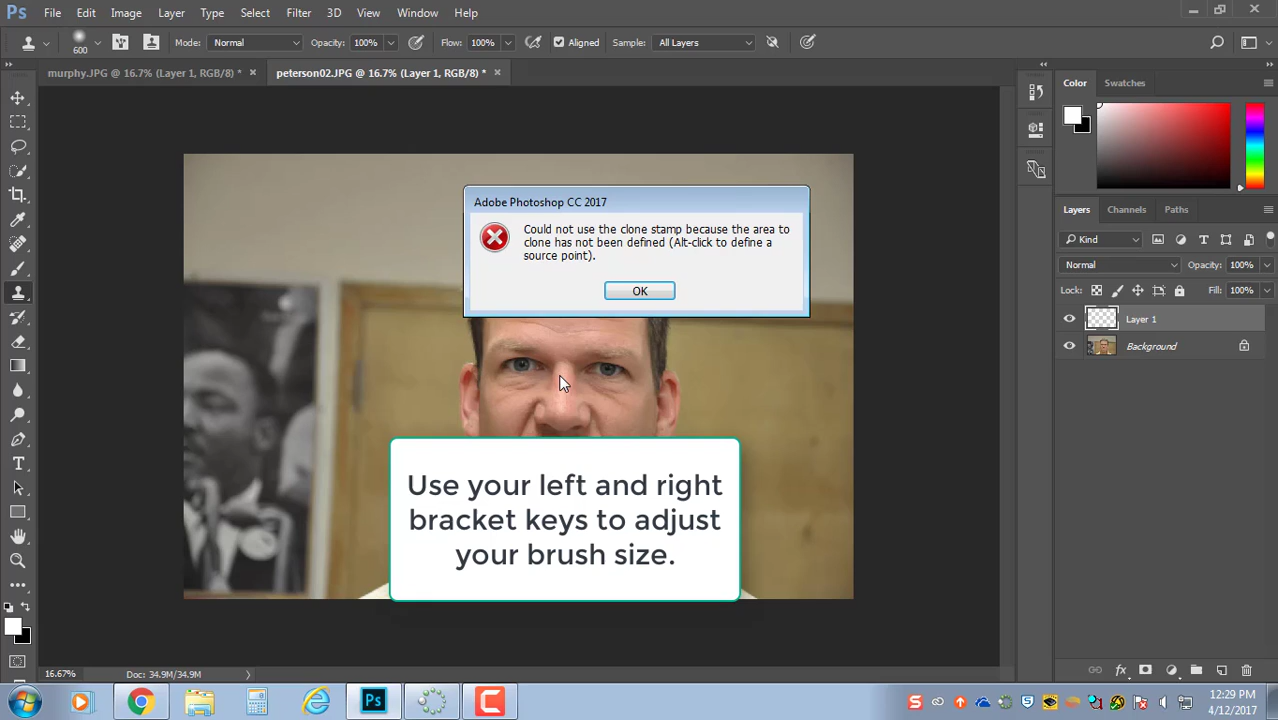 Ps File Edit Image Layer Type Select Filter 3D View Window Help
600 Mode: Normal Opacity: 100% Flow: 100% Aligned Sample: All Layers
murphy.JPG @ 16.7% (Layer 1, RGB/8) * × peterson02.JPG @ 16.7% (Layer 1, RGB/8) * ×
Color Swatches
Adobe Photoshop CC 2017
Could not use the clone stamp because the area to
clone has not been defined (Alt-click to define a
source point).
OK
Layers Channels Paths
Kind
Normal Opacity: 100%
Lock: Fill: 100%
Layer 1
Background
Use your left and right
bracket keys to adjust
your brush size.
16.67% Doc: 34.9M/34.9M
Ps
12:29 PM
4/12/2017